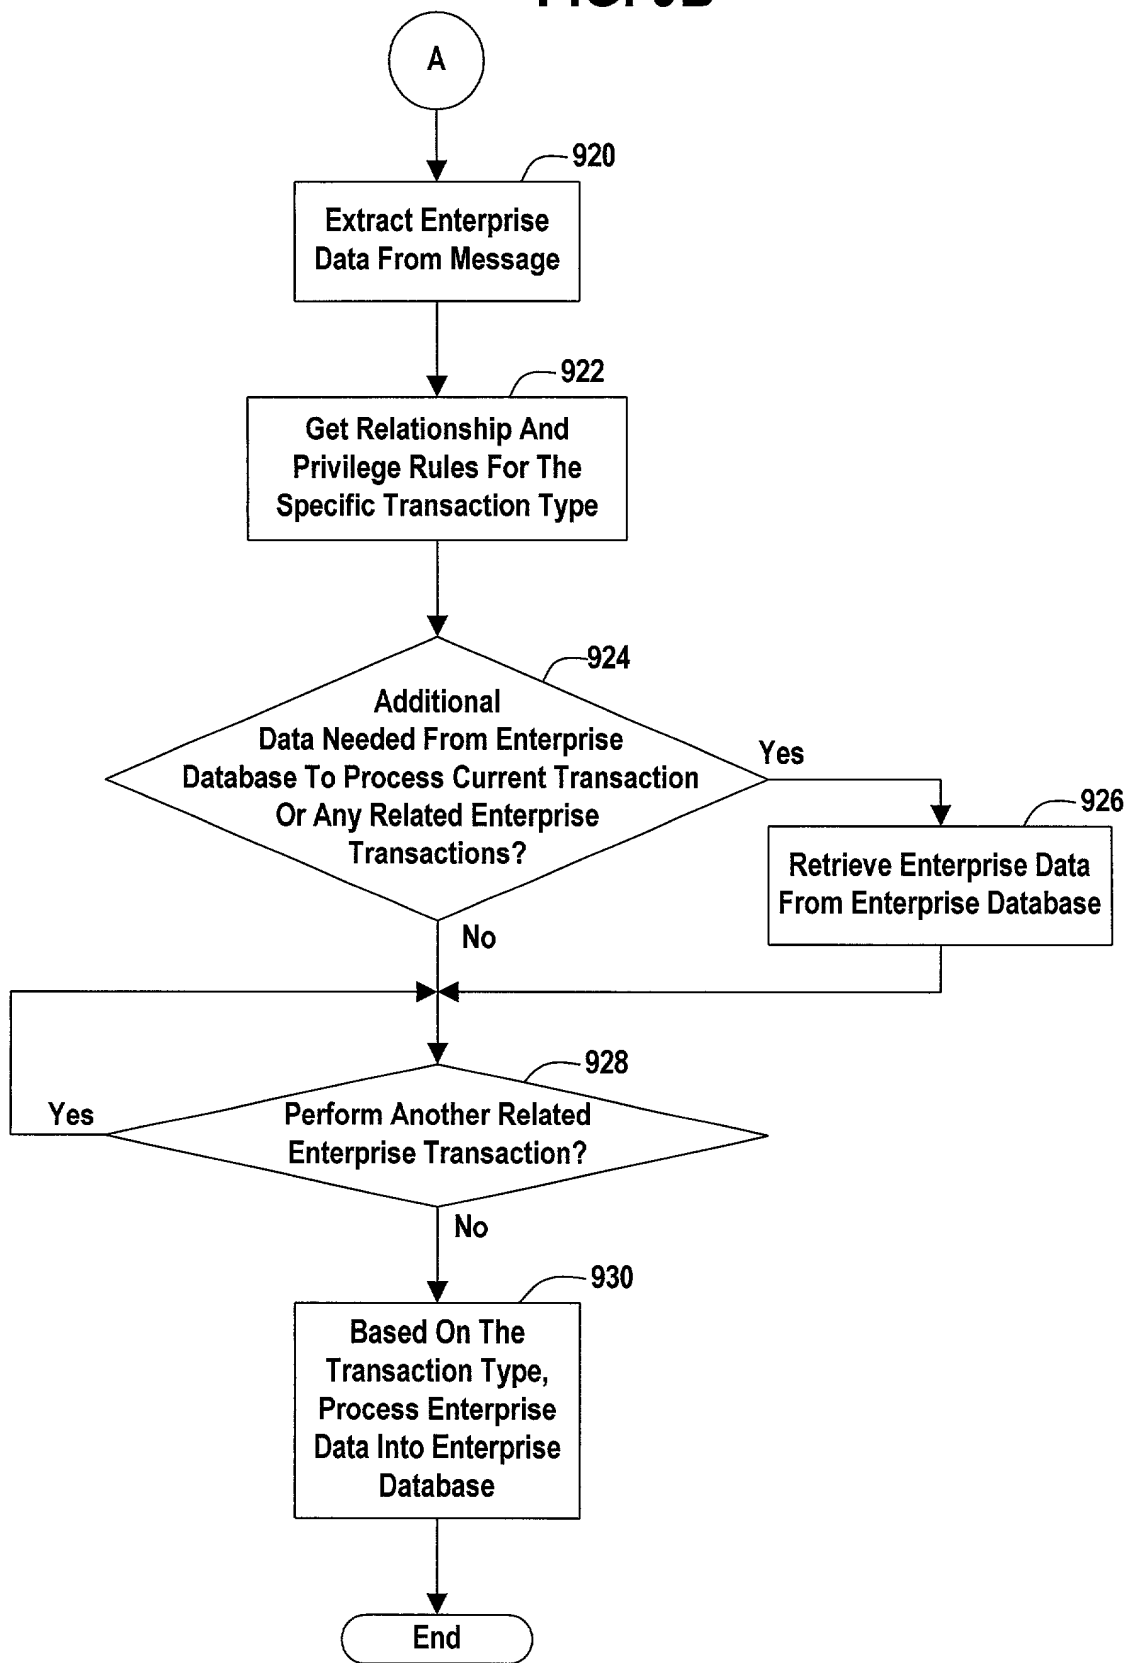 A
920
Extract Enterprise
Data From Message
922
Get Relationship And
Privilege Rules For The
Specific Transaction Type
924
Additional
Data Needed From Enterprise
Database To Process Current Transaction
Or Any Related Enterprise
Transactions?
Yes
926
Retrieve Enterprise Data
From Enterprise Database
No
928
Yes
Perform Another Related
Enterprise Transaction?
No
930
Based On The
Transaction Type,
Process Enterprise
Data Into Enterprise
Database
End